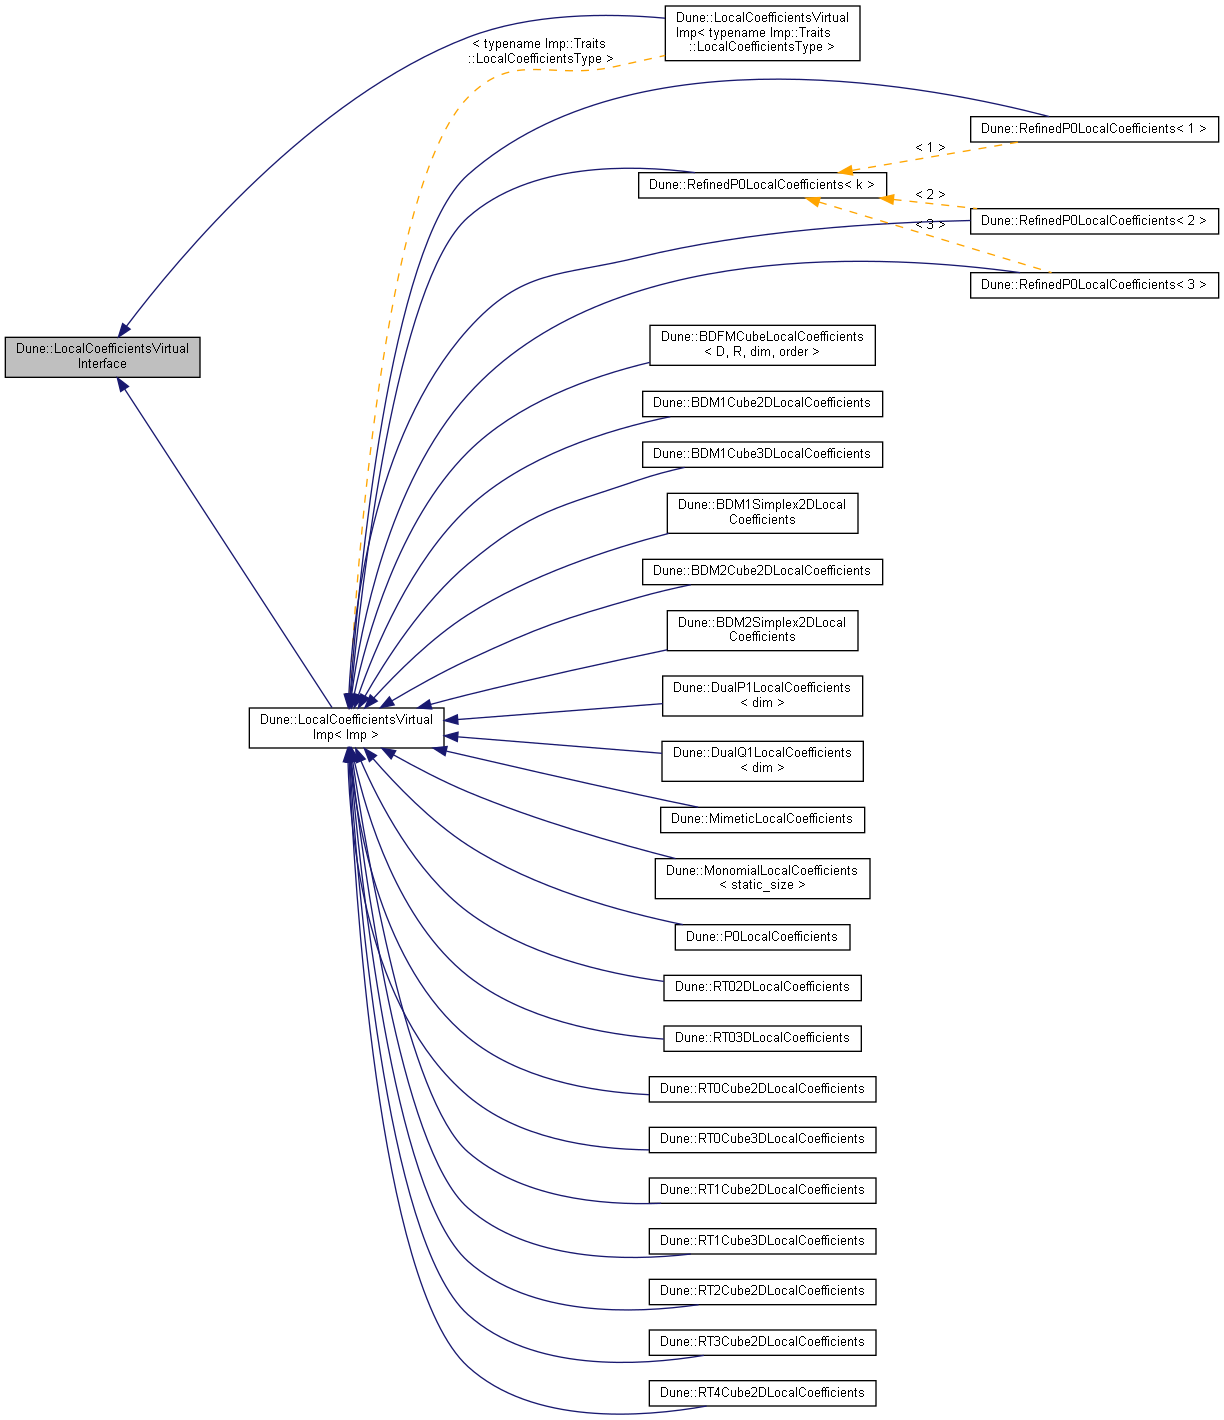 Dune::LocalCoefficientsVirtual
Imp< typename Imp::Traits
::LocalCoefficientsType >
< typename Imp::Traits
::LocalCoefficientsType >
Dune::RefinedP0LocalCoefficients< 1 >
< 1 >
Dune::RefinedP0LocalCoefficients< k >
< 2 >
Dune::RefinedP0LocalCoefficients< 2 >
< 3 >
Dune::RefinedP0LocalCoefficients< 3 >
Dune::LocalCoefficientsVirtual
Interface
Dune::BDFMCubeLocalCoefficients
< D, R, dim, order >
Dune::BDM1Cube2DLocalCoefficients
Dune::BDM1Cube3DLocalCoefficients
Dune::BDM1Simplex2DLocal
Coefficients
Dune::BDM2Cube2DLocalCoefficients
Dune::BDM2Simplex2DLocal
Coefficients
Dune::DualP1LocalCoefficients
< dim >
Dune::LocalCoefficientsVirtual
Imp< Imp >
Dune::DualQ1LocalCoefficients
< dim >
Dune::MimeticLocalCoefficients
Dune::MonomialLocalCoefficients
< static_size >
Dune::P0LocalCoefficients
Dune::RT02DLocalCoefficients
Dune::RT03DLocalCoefficients
Dune::RT0Cube2DLocalCoefficients
Dune::RT0Cube3DLocalCoefficients
Dune::RT1Cube2DLocalCoefficients
Dune::RT1Cube3DLocalCoefficients
Dune::RT2Cube2DLocalCoefficients
Dune::RT3Cube2DLocalCoefficients
Dune::RT4Cube2DLocalCoefficients